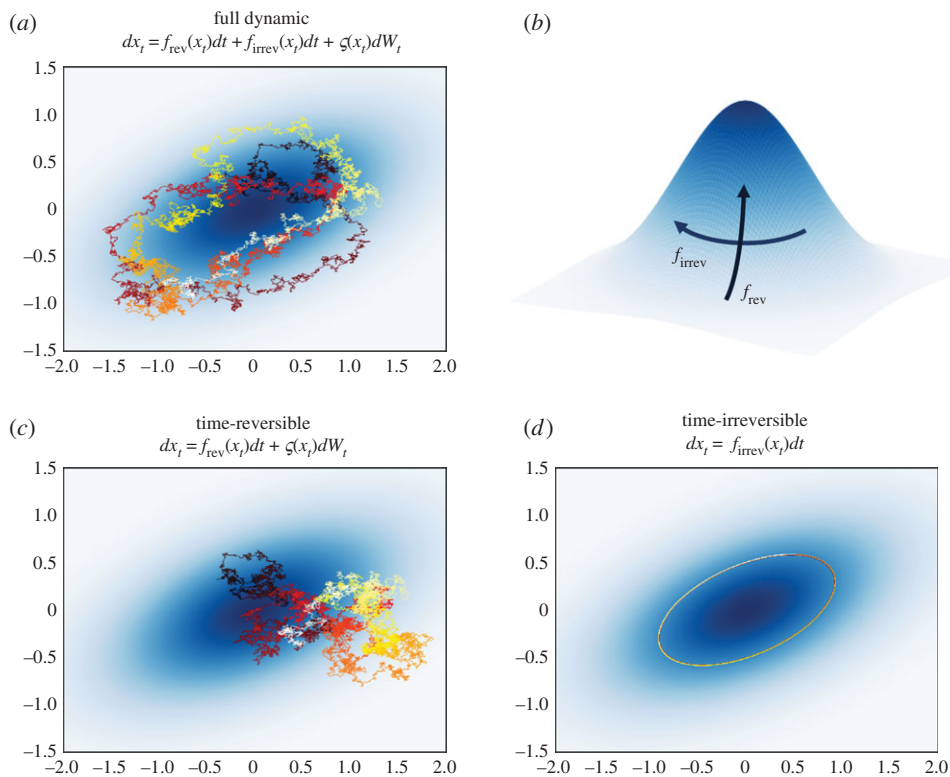 (a)
full dynamic
dx_t = f_rev(x_t)dt + f_irrev(x_t)dt + ς(x_t)dW_t
1.5
1.0
0.5
0
–0.5
–1.0
–1.5
–2.0 –1.5 –1.0 –0.5 0 0.5 1.0 1.5 2.0
(b)
f_irrev
f_rev
(c)
time-reversible
dx_t = f_rev(x_t)dt + ς(x_t)dW_t
1.5
1.0
0.5
0
–0.5
–1.0
–1.5
–2.0 –1.5 –1.0 –0.5 0 0.5 1.0 1.5 2.0
(d)
time-irreversible
dx_t = f_irrev(x_t)dt
1.5
1.0
0.5
0
–0.5
–1.0
–1.5
–2.0 –1.5 –1.0 –0.5 0 0.5 1.0 1.5 2.0